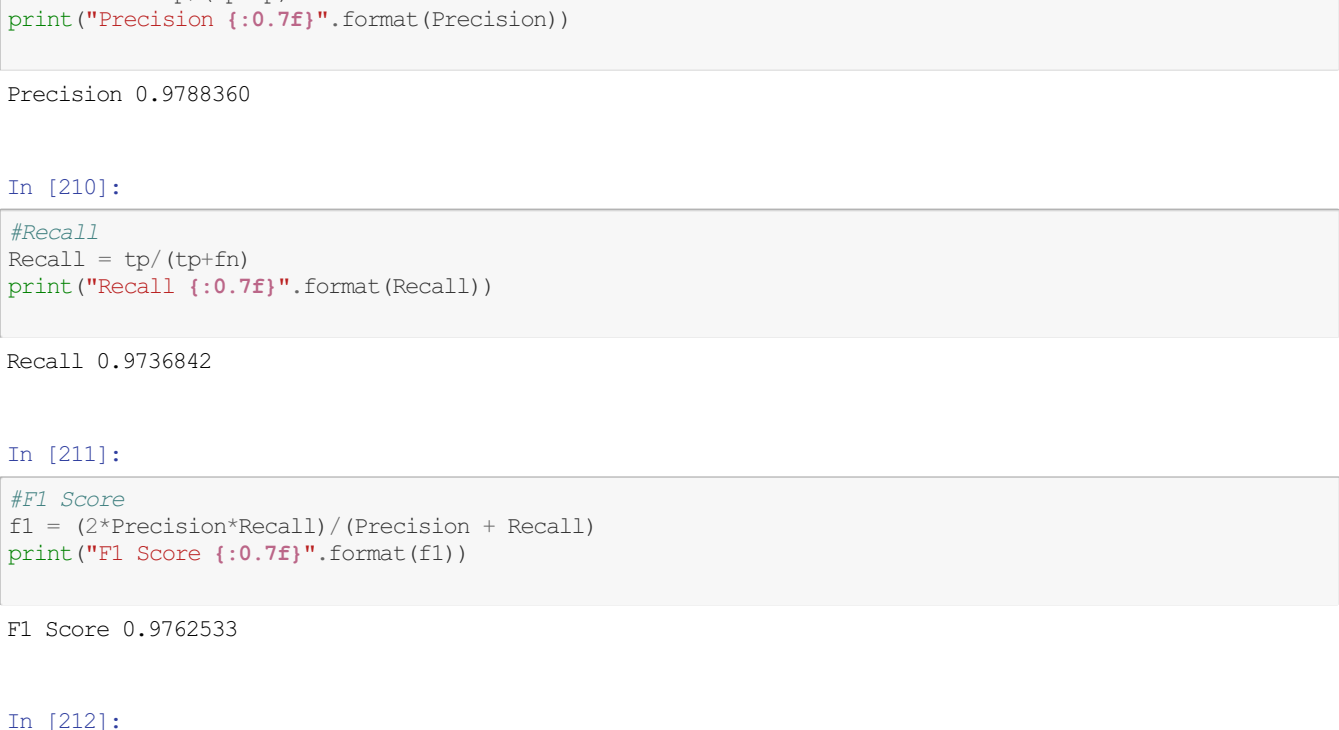 print("Precision {:0.7f}".format(Precision))
Precision 0.9788360
In [210]:
#Recall
Recall = tp/(tp+fn)
print("Recall {:0.7f}".format(Recall))
Recall 0.9736842
In [211]:
#F1 Score
f1 = (2*Precision*Recall)/(Precision + Recall)
print("F1 Score {:0.7f}".format(f1))
F1 Score 0.9762533
In [212]: